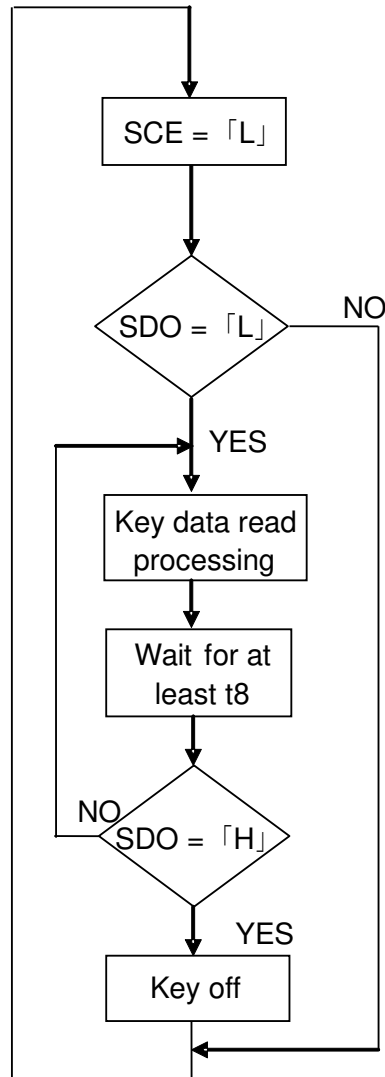 SCE = 「L」
SDO = 「L」
NO
YES
Key data read
processing
Wait for at
least t8
NO
SDO = 「H」
YES
Key off